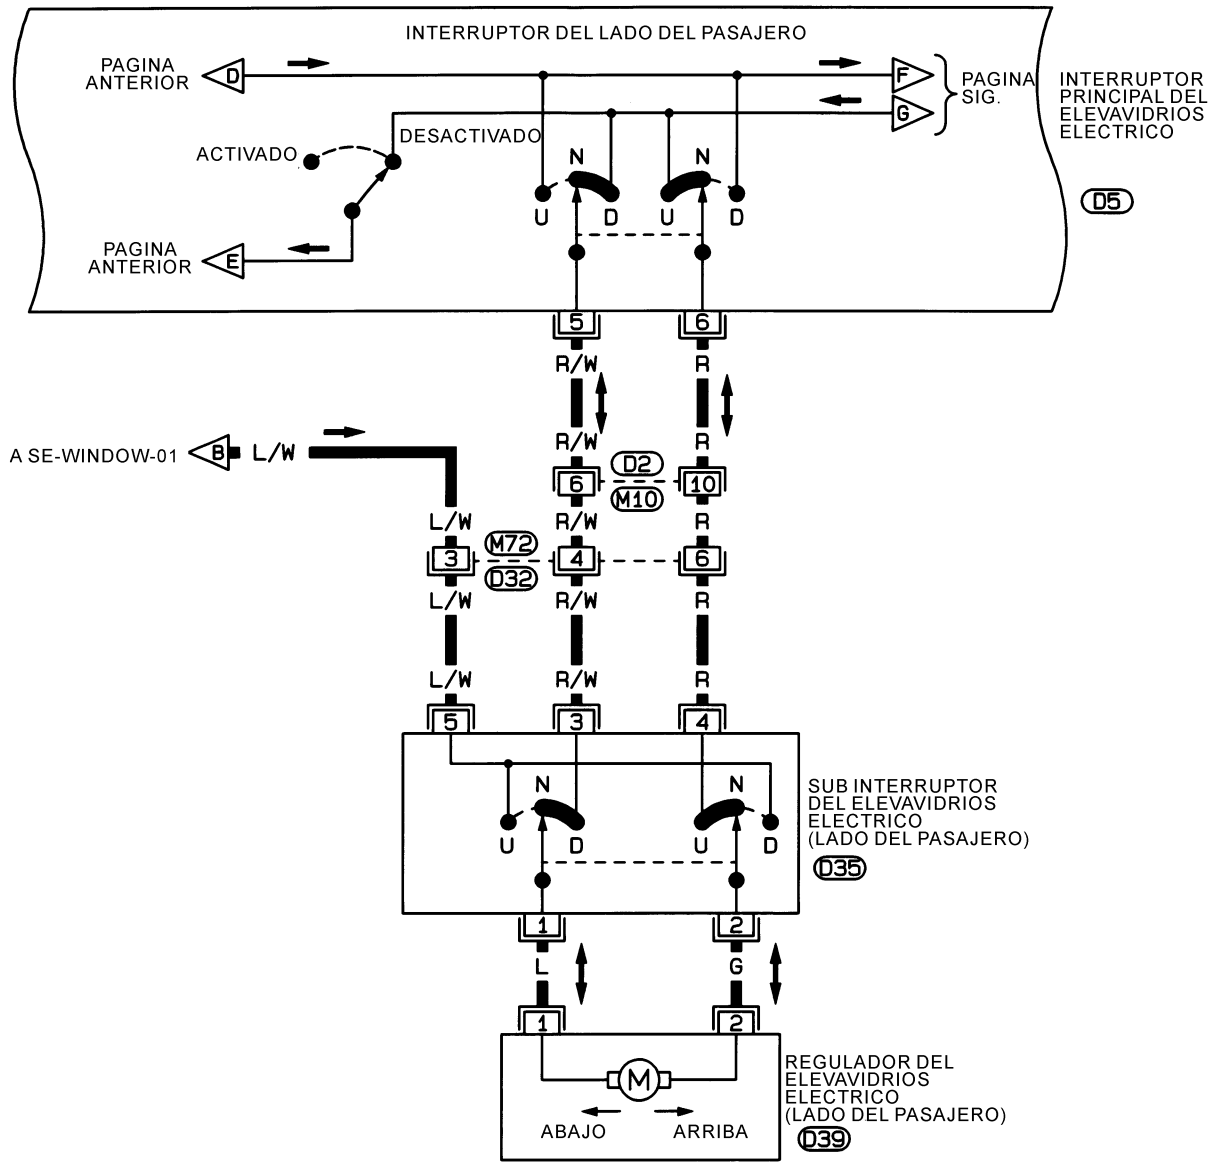 INTERRUPTOR DEL LADO DEL PASAJERO
PAGINA
ANTERIOR
D
F
G
PAGINA
SIG.
INTERRUPTOR
PRINCIPAL DEL
ELEVAVIDRIOS
ELECTRICO
D5
ACTIVADO
DESACTIVADO
N
N
U
D
U
D
PAGINA
ANTERIOR
E
5
6
R/W
R
A SE-WINDOW-01
B
L/W
R/W
R
6
D2
M10
10
L/W
R/W
R
3
M72
D32
4
6
L/W
R/W
R
L/W
R/W
R
5
3
4
N
N
U
D
U
D
SUB INTERRUPTOR
DEL ELEVAVIDRIOS
ELECTRICO
(LADO DEL PASAJERO)
D35
1
2
L
G
1
2
M
ABAJO
ARRIBA
REGULADOR DEL
ELEVAVIDRIOS
ELECTRICO
(LADO DEL PASAJERO)
D39